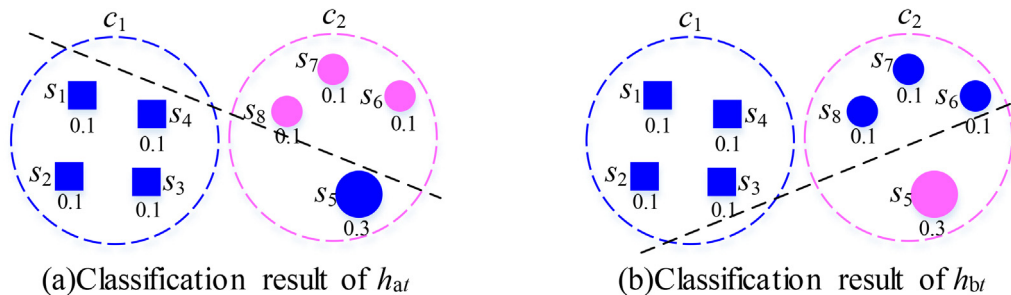 c1 c2
s7
s1 0.1 s6
0.1 s4 s8 0.1
0.1 0.1
s2 s3 s5
0.1 0.1 0.3
(a)Classification result of hat
c1 c2
s7
s1 0.1 s6
0.1 s4 s8 0.1
0.1 0.1
s2 s3 s5
0.1 0.1 0.3
(b)Classification result of hbt